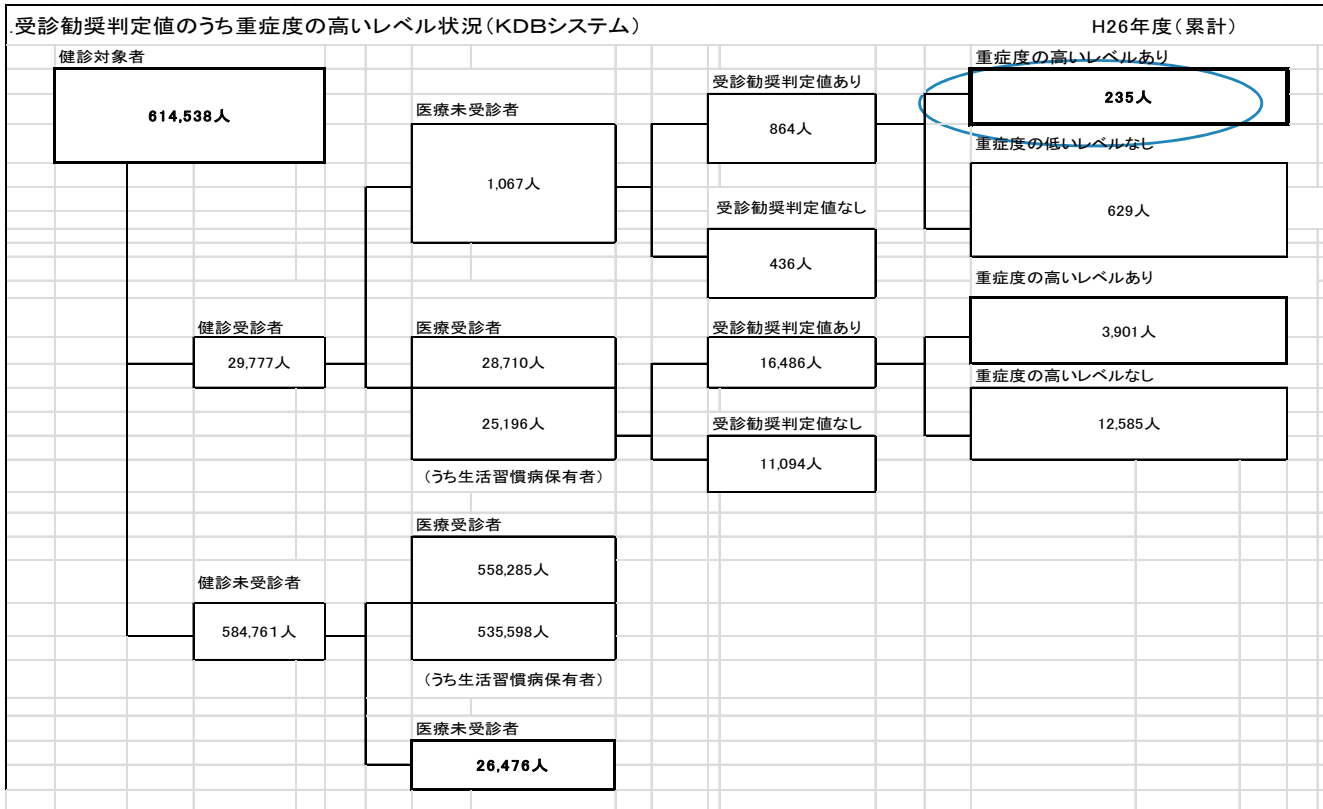 .受診勧奨判定値のうち重症度の高いレベル状況(KDBシステム)
H26年度(累計)
健診対象者
614,538人
医療未受診者
1,067人
受診勧奨判定値あり
864人
重症度の高いレベルあり
235人
重症度の低いレベルなし
629人
受診勧奨判定値なし
436人
重症度の高いレベルあり
3,901人
健診受診者
29,777人
医療受診者
28,710人
25,196人
(うち生活習慣病保有者)
受診勧奨判定値あり
16,486人
重症度の高いレベルなし
12,585人
受診勧奨判定値なし
11,094人
健診未受診者
584,761人
医療受診者
558,285人
535,598人
(うち生活習慣病保有者)
医療未受診者
26,476人